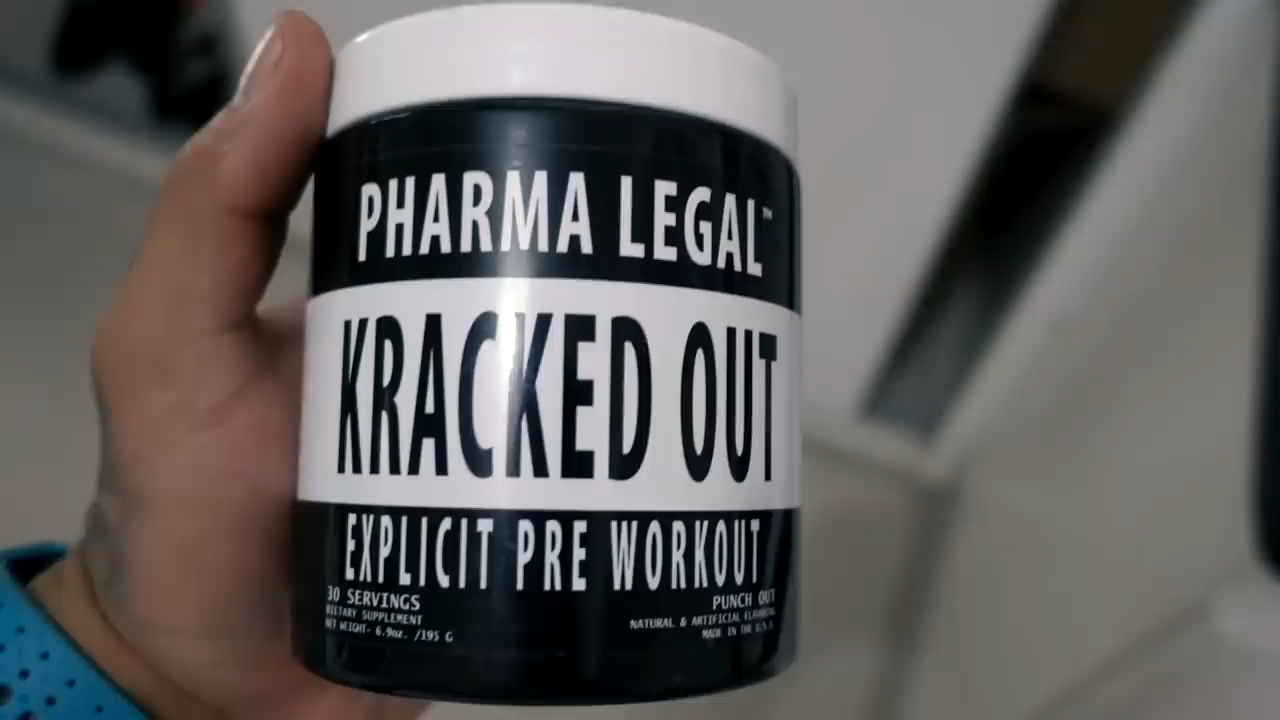 PHARMA LEGAL™
KRACKED OUT
EXPLICIT PRE WORKOUT
30 SERVINGS
DIETARY SUPPLEMENT
NET WEIGHT- 6.9oz. /195 G
PUNCH OUT
NATURAL & ARTIFICIAL FLAVORING
MADE IN THE U.S.A